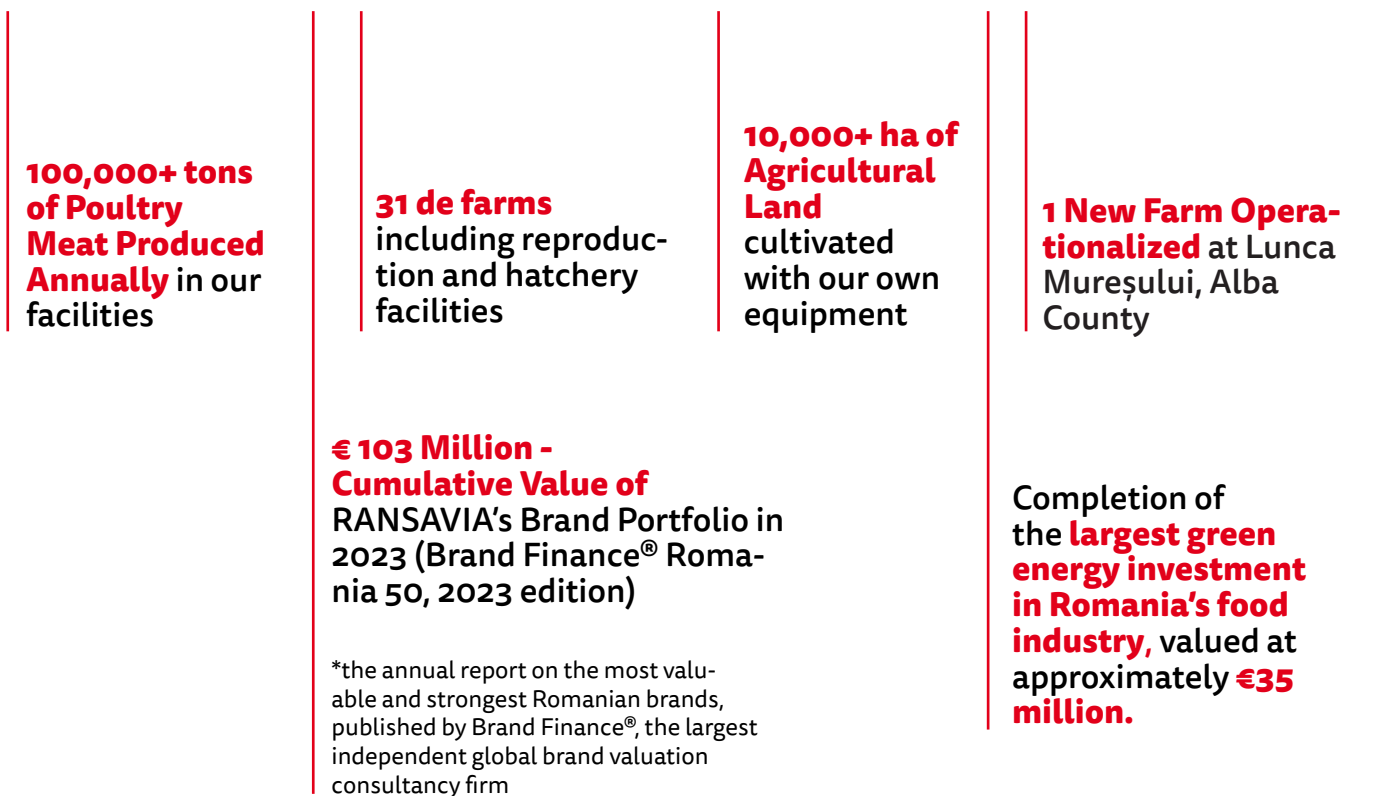 100,000+ tons
of Poultry
Meat Produced
Annually in our
facilities
31 de farms
including reproduc-
tion and hatchery
facilities
10,000+ ha of
Agricultural
Land
cultivated
with our own
equipment
1 New Farm Opera-
tionalized at Lunca
Mureșului, Alba
County
€ 103 Million -
Cumulative Value of
RANSAVIA’s Brand Portfolio in
2023 (Brand Finance® Roma-
nia 50, 2023 edition)
*the annual report on the most valu-
able and strongest Romanian brands,
published by Brand Finance®, the largest
independent global brand valuation
consultancy firm
Completion of
the largest green
energy investment
in Romania’s food
industry, valued at
approximately €35
million.